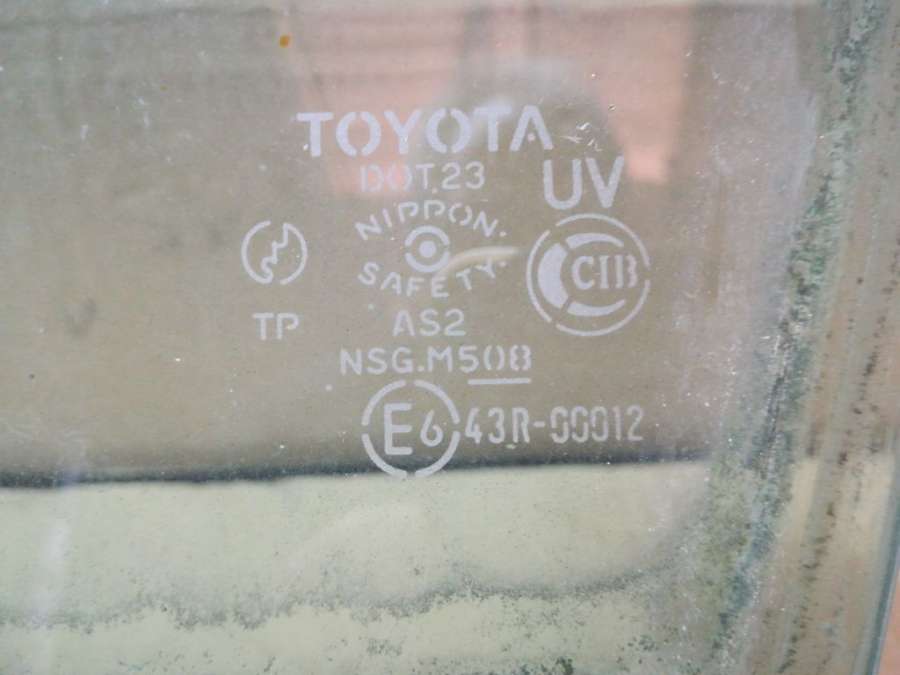 TOYOTA
DOT.23
UV
NIPPON.
SAFETY.
CIB
TP
AS2
NSG.M508
E6 43R-00012